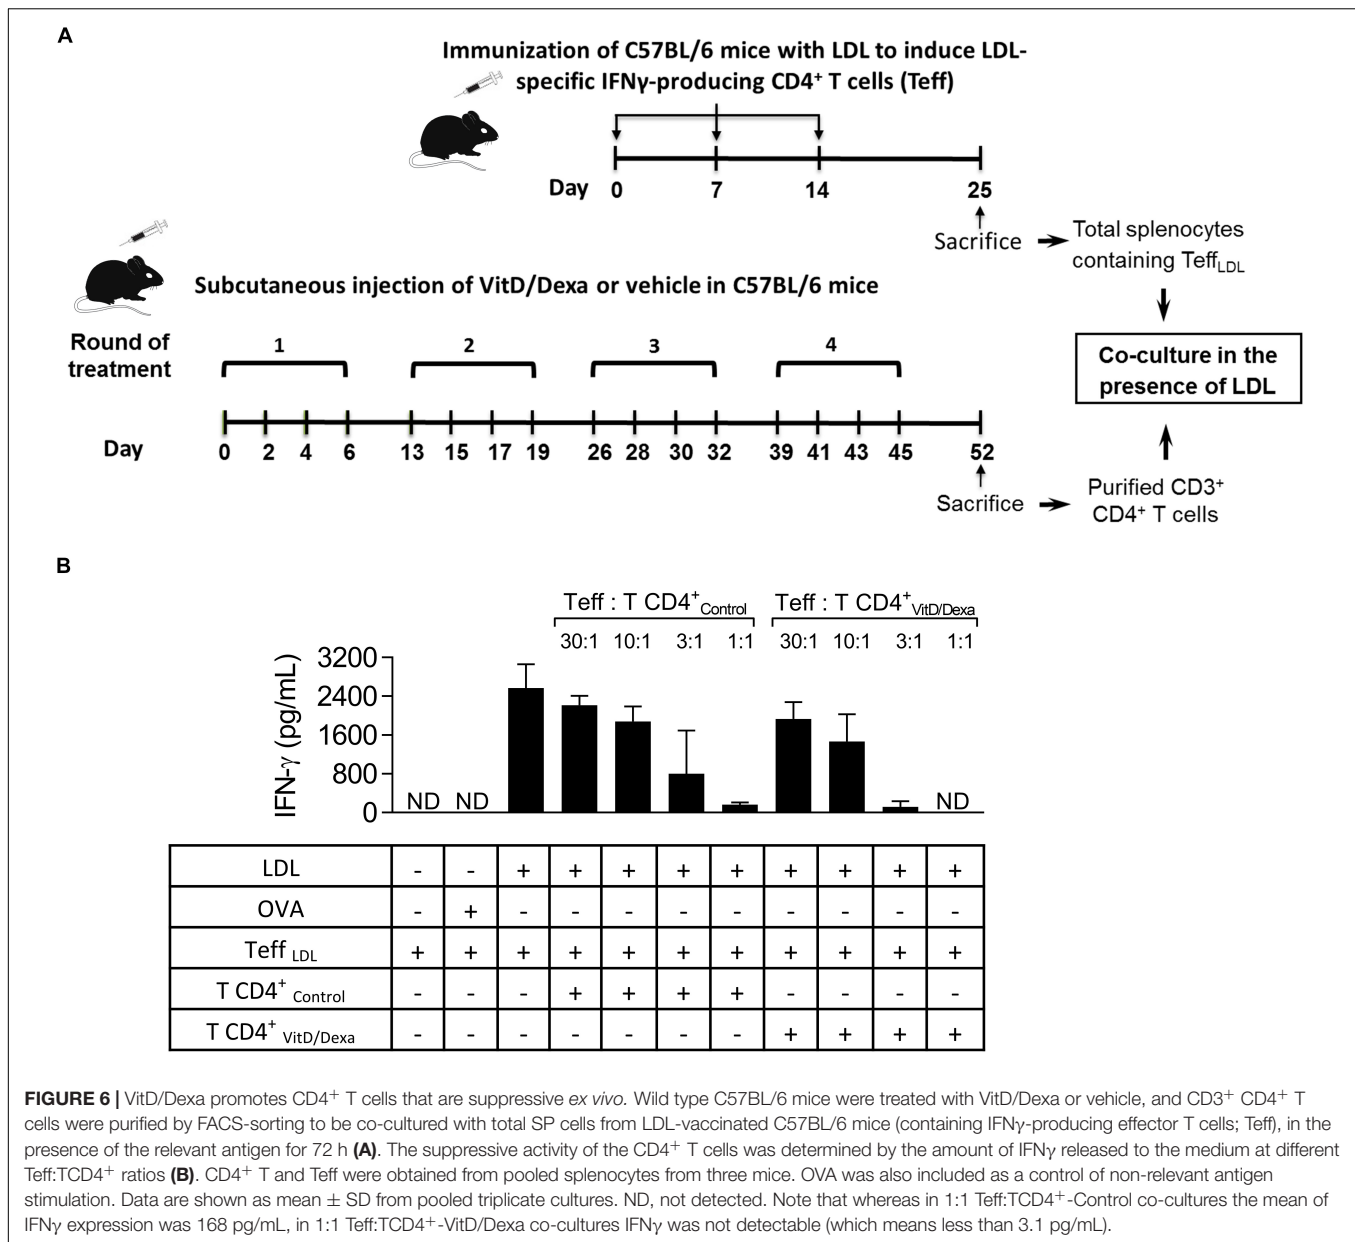 A
Immunization of C57BL/6 mice with LDL to induce LDL-
specific IFNγ-producing CD4+ T cells (Teff)
Day 0 7 14 25
Sacrifice
Total splenocytes
containing TeffLDL
Subcutaneous injection of VitD/Dexa or vehicle in C57BL/6 mice
Round of
treatment
1 2 3 4
Co-culture in the
presence of LDL
Day 0 2 4 6 13 15 17 19 26 28 30 32 39 41 43 45 52
Sacrifice
Purified CD3+
CD4+ T cells
B
Teff : T CD4+Control Teff : T CD4+VitD/Dexa
30:1 10:1 3:1 1:1 30:1 10:1 3:1 1:1
IFN-γ (pg/mL)
3200
2400
1600
800
0
ND ND ND
LDL - - + + + + + + + + +
OVA - + - - - - - - - - -
Teff LDL + + + + + + + + + + +
T CD4+ Control - - - + + + + - - - -
T CD4+ VitD/Dexa - - - - - - - + + + +
FIGURE 6 | VitD/Dexa promotes CD4+ T cells that are suppressive ex vivo. Wild type C57BL/6 mice were treated with VitD/Dexa or vehicle, and CD3+ CD4+ T
cells were purified by FACS-sorting to be co-cultured with total SP cells from LDL-vaccinated C57BL/6 mice (containing IFNγ-producing effector T cells; Teff), in the
presence of the relevant antigen for 72 h (A). The suppressive activity of the CD4+ T cells was determined by the amount of IFNγ released to the medium at different
Teff:TCD4+ ratios (B). CD4+ T and Teff were obtained from pooled splenocytes from three mice. OVA was also included as a control of non-relevant antigen
stimulation. Data are shown as mean ± SD from pooled triplicate cultures. ND, not detected. Note that whereas in 1:1 Teff:TCD4+-Control co-cultures the mean of
IFNγ expression was 168 pg/mL, in 1:1 Teff:TCD4+-VitD/Dexa co-cultures IFNγ was not detectable (which means less than 3.1 pg/mL).